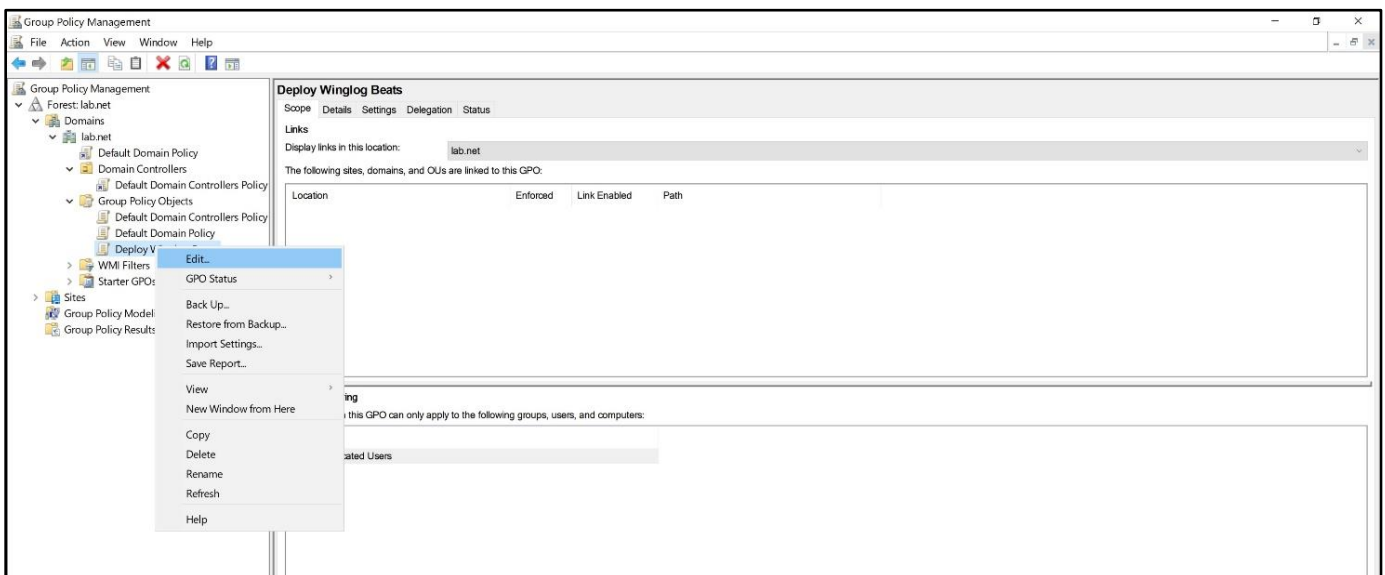 Group Policy Management
File Action View Window Help
Group Policy Management
Forest: lab.net
Domains
lab.net
Default Domain Policy
Domain Controllers
Default Domain Controllers Policy
Group Policy Objects
Default Domain Controllers Policy
Default Domain Policy
Deploy
WMI Filters
Starter GPOs
Sites
Group Policy
Group Policy Results
Edit...
GPO Status
Back Up...
Restore from Backup...
Import Settings...
Save Report...
View
New Window from Here
Copy
Delete
Rename
Refresh
Help
Deploy Winglog Beats
Scope Details Settings Delegation Status
Links
Display links in this location: lab.net
The following sites, domains, and OUs are linked to this GPO:
Location Enforced Link Enabled Path
this GPO can only apply to the following groups, users, and computers:
Users